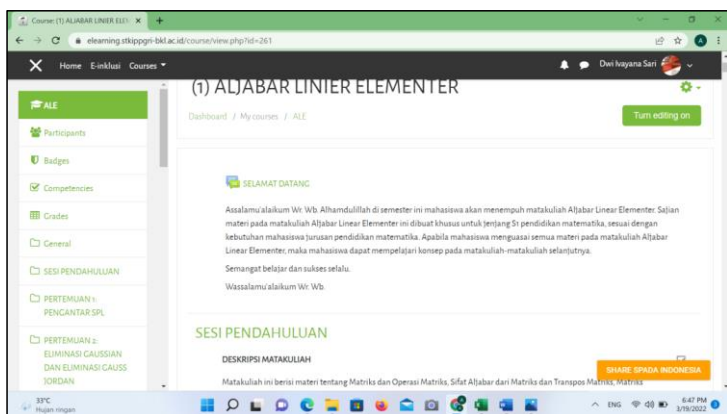 Course: (1) ALJABAR LINIER ELEM
elearning.stkippgri-bkl.ac.id/course/view.php?id=261
Home E-inklusi Courses
Dwi Ivayana Sari
ALE
Participants
Badges
Competencies
Grades
General
SESI PENDAHULUAN
PERTEMUAN 1:
PENGANTAR SPL
PERTEMUAN 2:
ELIMINASI GAUSSIAN
DAN ELIMINASI GAUSS
JORDAN
(1) ALJABAR LINIER ELEMENTER
Dashboard / My courses / ALE
Turn editing on
SELAMAT DATANG
Assalamu'alaikum Wr. Wb. Alhamdulillah di semester ini mahasiswa akan menempuh matakuliah Aljabar Linear Elementer. Sajian
materi pada matakuliah Aljabar Linear Elementer ini dibuat khusus untuk jenjang S1 pendidikan matematika, sesuai dengan
kebutuhan mahasiswa jurusan pendidikan matematika. Apabila mahasiswa menguasai semua materi pada matakuliah Aljabar
Linear Elementer, maka mahasiswa dapat mempelajari konsep pada matakuliah-matakuliah selanjutnya.
Semangat belajar dan sukses selalu.
Wassalamu'alaikum Wr. Wb.
SESI PENDAHULUAN
DESKRIPSI MATAKULIAH
SHARE SPADA INDONESIA
Matakuliah ini berisi materi tentang Matriks dan Operasi Matriks, Sifat Aljabar dari Matriks dan Transpos Matriks, Matriks
33°C
Hujan ringan
ENG
6:47 PM
3/19/2022